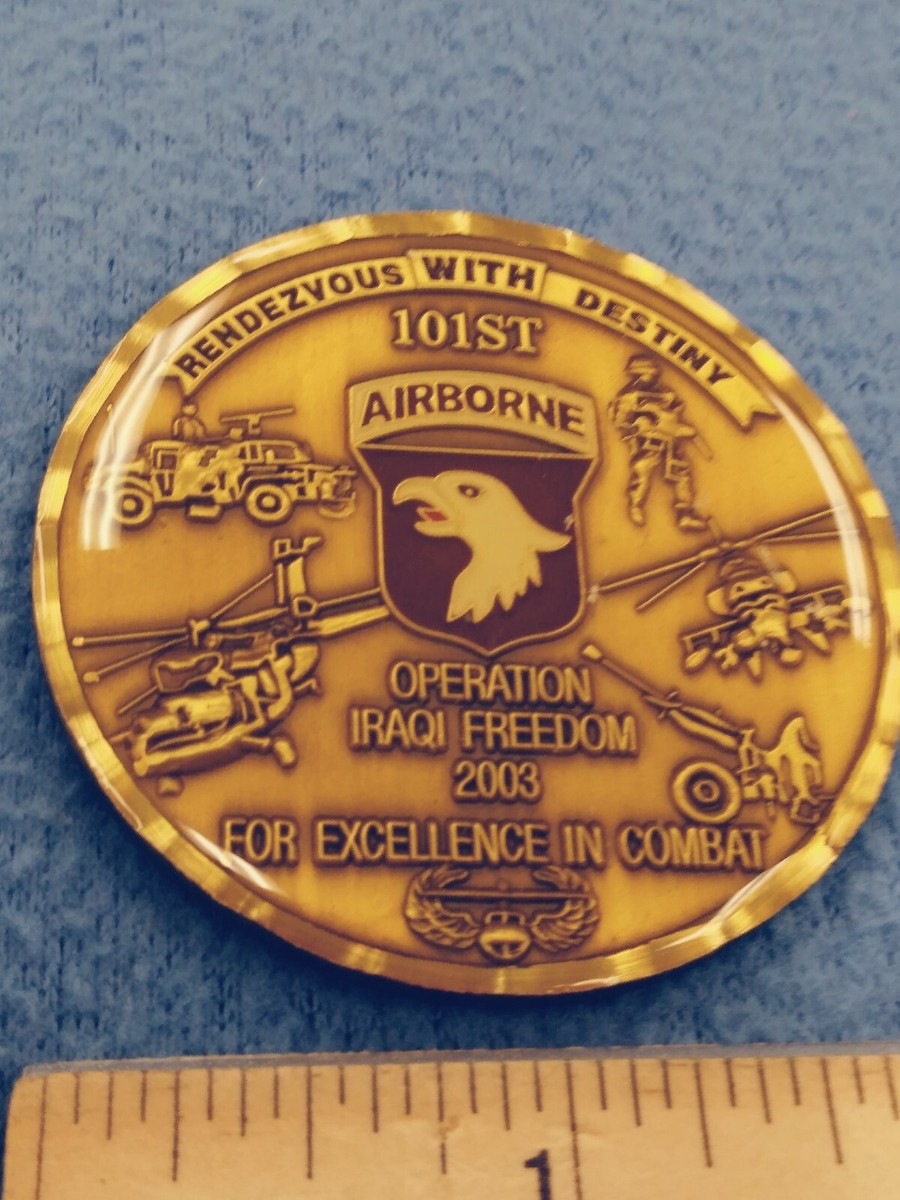 RENDEZVOUS WITH DESTINY
101ST
AIRBORNE
OPERATION
IRAQI FREEDOM
2003
FOR EXCELLENCE IN COMBAT
1